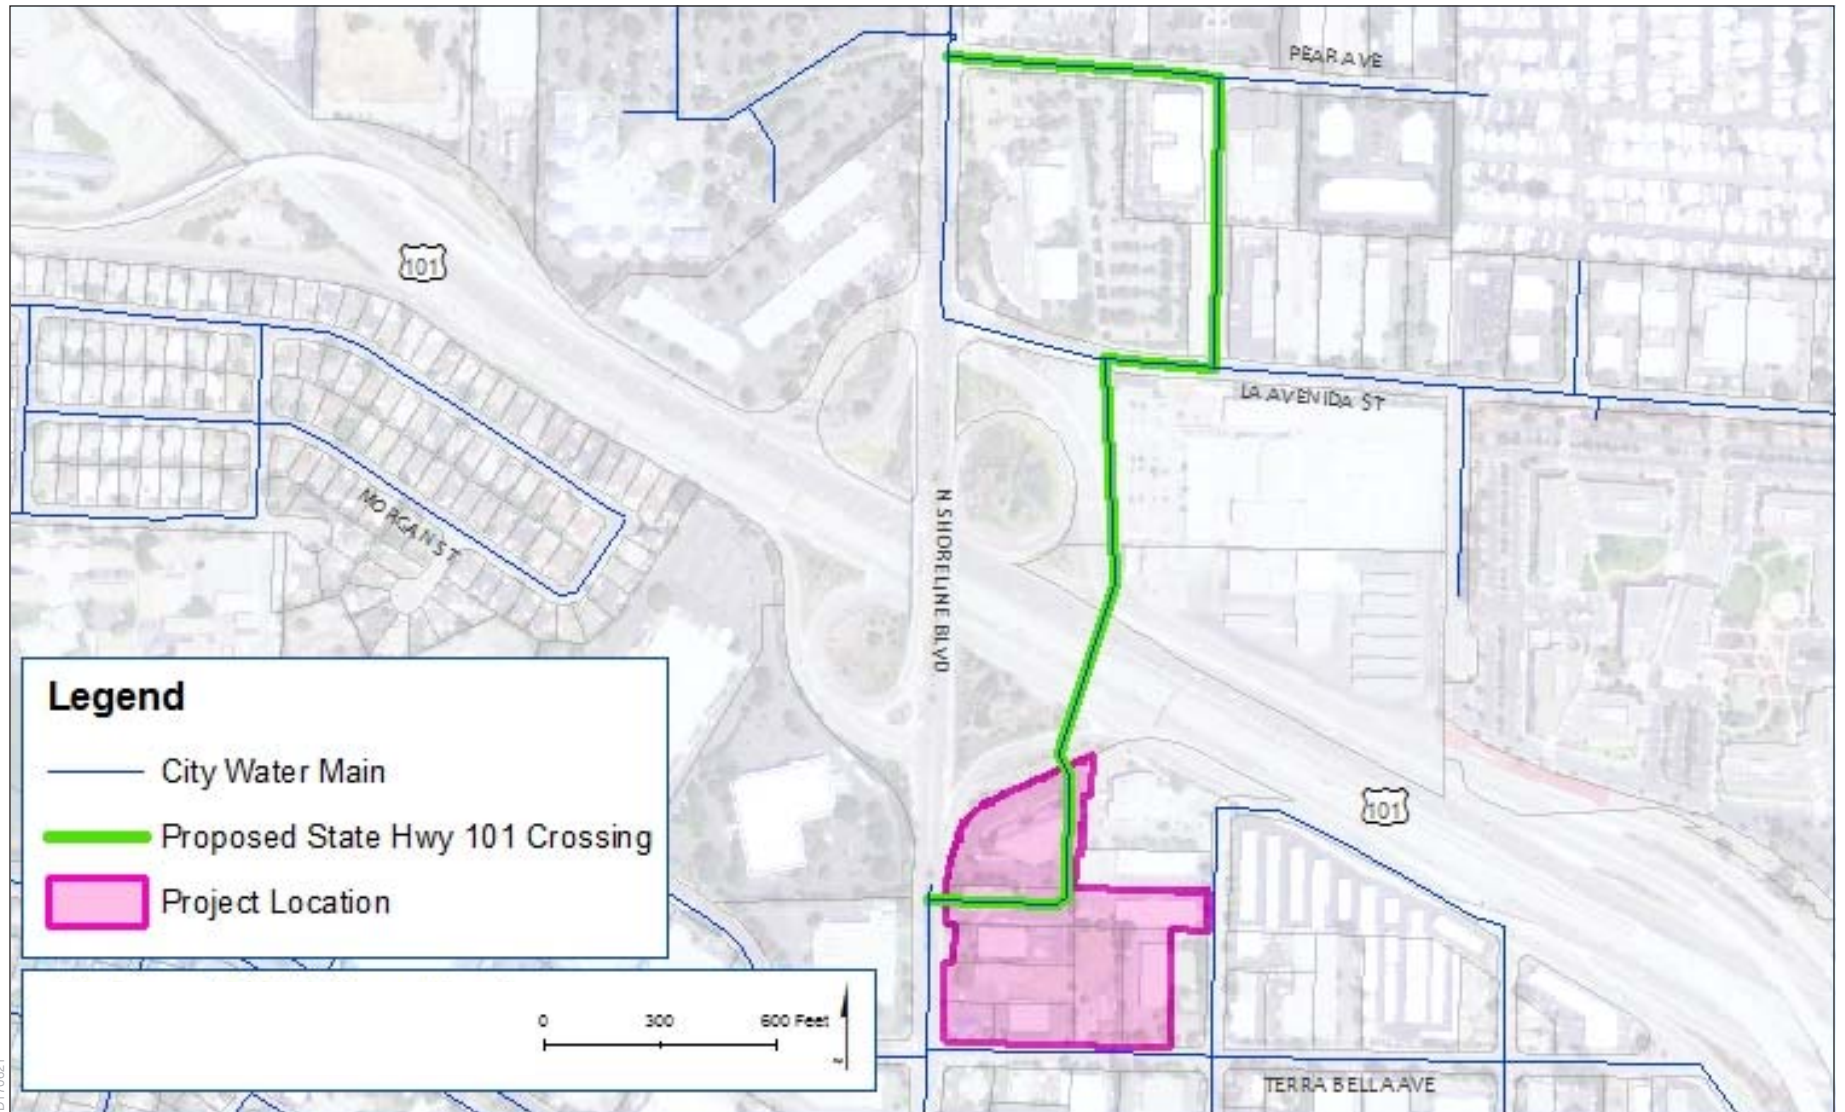 PEAR AVE
101
LA AVENIDA ST
MORGAN ST
N SHORELINE BLVD
Legend
City Water Main
Proposed State Hwy 101 Crossing
Project Location
101
0 300 600 Feet
TERRA BELLA AVE